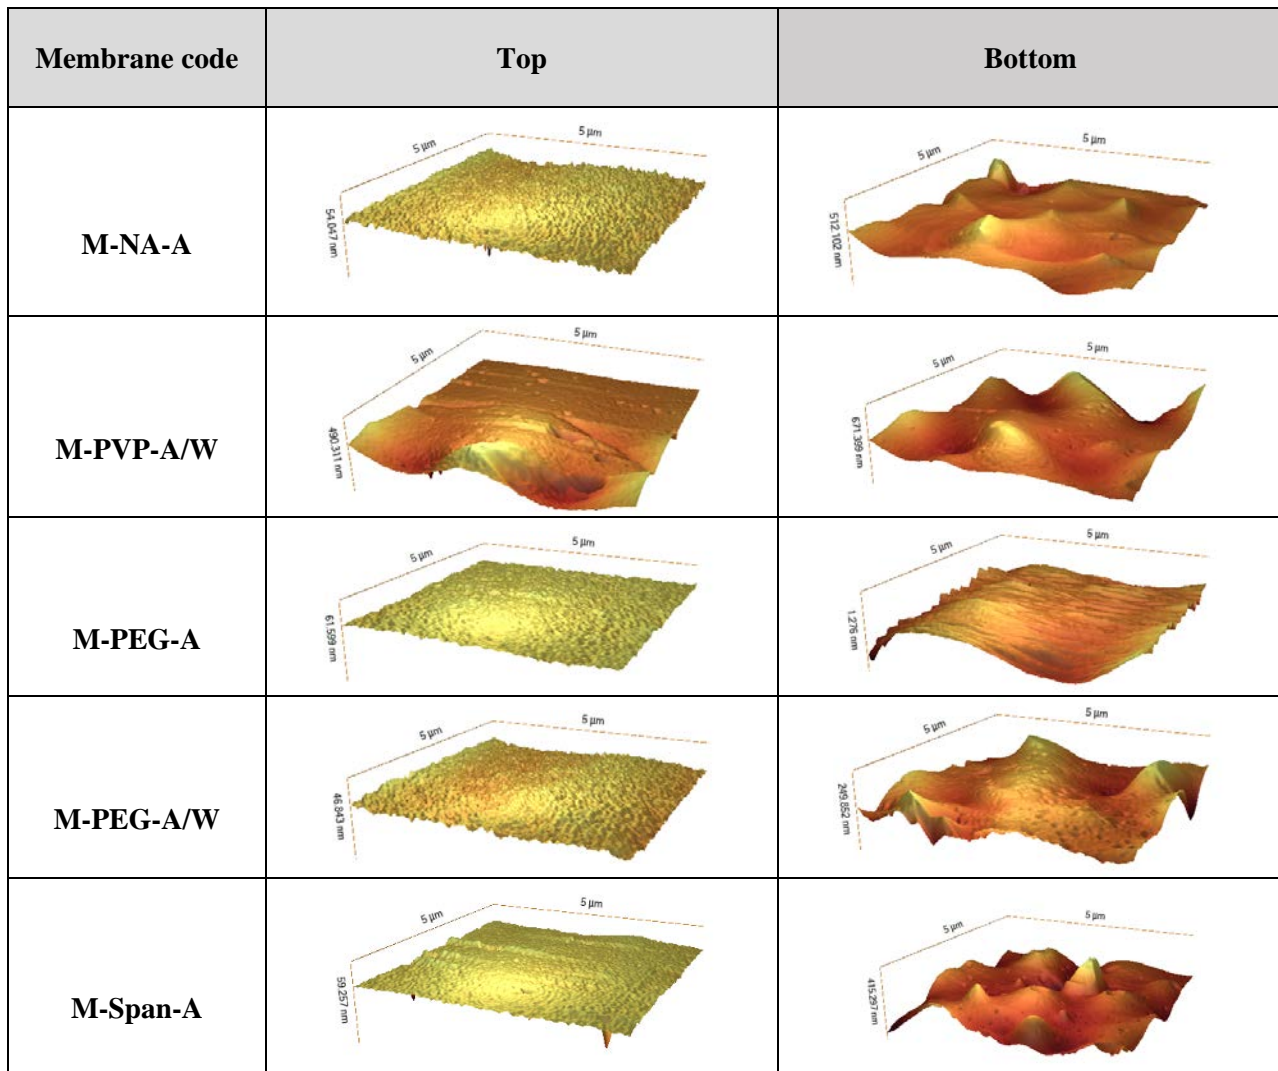 Membrane code Top Bottom
M-NA-A
5 µm 5 µm 54.047 nm
5 µm 5 µm 512.102 nm
M-PVP-A/W
5 µm 5 µm 490.311 nm
5 µm 5 µm 671.399 nm
M-PEG-A
5 µm 5 µm 61.599 nm
5 µm 5 µm 1.276 nm
M-PEG-A/W
5 µm 5 µm 46.843 nm
5 µm 5 µm 249.852 nm
M-Span-A
5 µm 5 µm 59.257 nm
5 µm 5 µm 415.297 nm